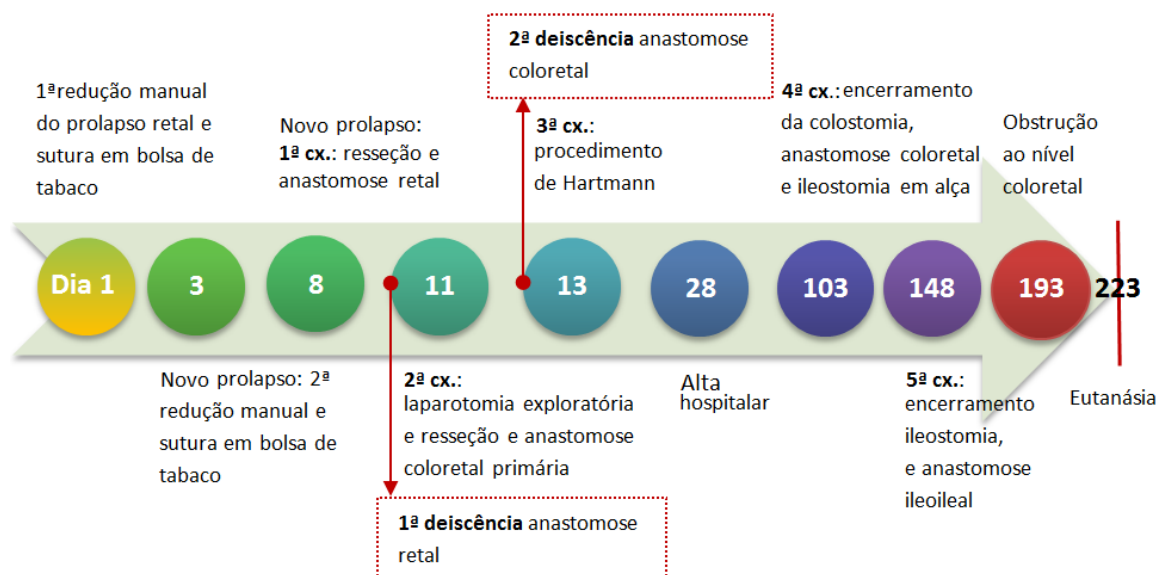 2ª deiscência anastomose
coloretal
1ª redução manual
do prolapso retal e
sutura em bolsa de
tabaco
Novo prolapso:
1ª cx.: resseção e
anastomose retal
3ª cx.:
procedimento
de Hartmann
4ª cx.: encerramento
da colostomia,
anastomose coloretal
e ileostomia em alça
Obstrução
ao nível
coloretal
Dia 1
3
8
11
13
28
103
148
193
223
Novo prolapso: 2ª
redução manual e
sutura em bolsa de
tabaco
2ª cx.:
laparotomia exploratória
e resseção e anastomose
coloretal primária
Alta
hospitalar
5ª cx.:
encerramento
ileostomia,
e anastomose
ileoileal
Eutanásia
1ª deiscência anastomose
retal